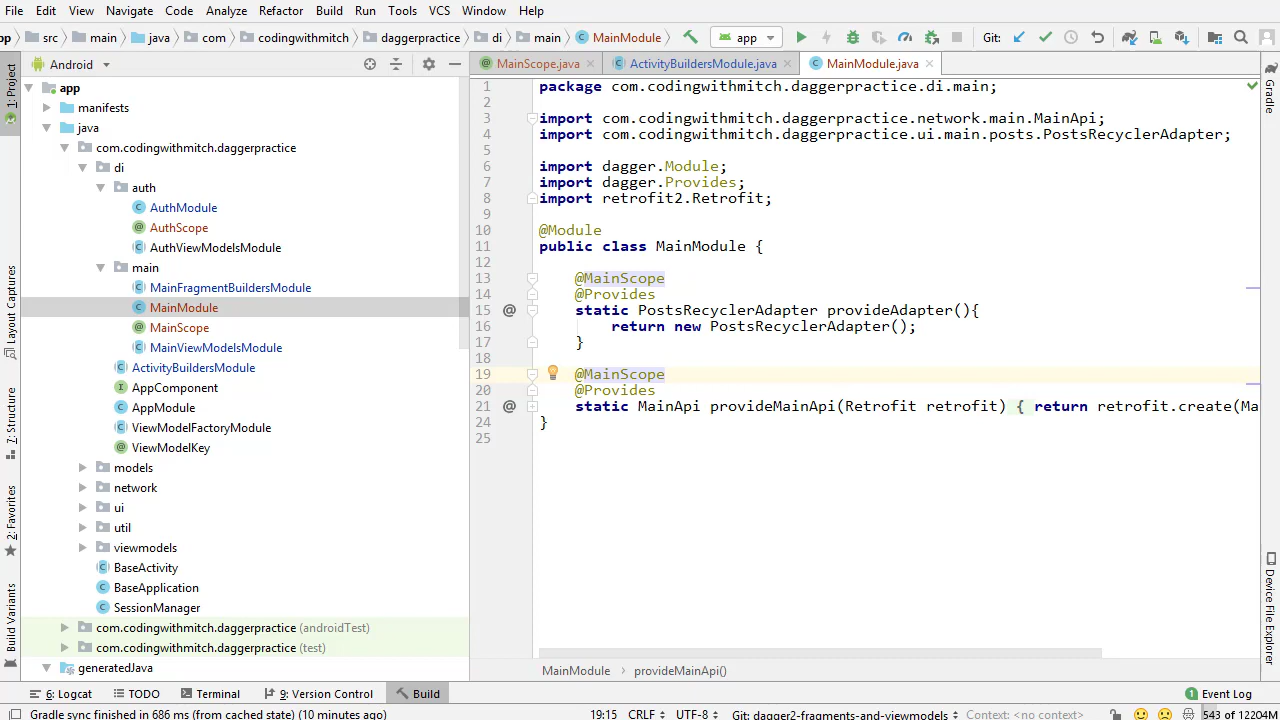 File Edit View Navigate Code Analyze Refactor Build Run Tools VCS Window Help
pp src main java com codingwithmitch daggerpractice di main MainModule app Git:
Android MainScope.java ActivityBuildersModule.java MainModule.java
1: Project
Layout Captures
7: Structure
2: Favorites
Build Variants
app
manifests
java
com.codingwithmitch.daggerpractice
di
auth
AuthModule
AuthScope
AuthViewModelsModule
main
MainFragmentBuildersModule
MainModule
MainScope
MainViewModelsModule
ActivityBuildersModule
AppComponent
AppModule
ViewModelFactoryModule
ViewModelKey
models
network
ui
util
viewmodels
BaseActivity
BaseApplication
SessionManager
com.codingwithmitch.daggerpractice (androidTest)
com.codingwithmitch.daggerpractice (test)
generatedJava
1 package com.codingwithmitch.daggerpractice.di.main;
2
3 import com.codingwithmitch.daggerpractice.network.main.MainApi;
4 import com.codingwithmitch.daggerpractice.ui.main.posts.PostsRecyclerAdapter;
5
6 import dagger.Module;
7 import dagger.Provides;
8 import retrofit2.Retrofit;
9
10 @Module
11 public class MainModule {
12
13 @MainScope
14 @Provides
15 static PostsRecyclerAdapter provideAdapter(){
16 return new PostsRecyclerAdapter();
17 }
18
19 @MainScope
20 @Provides
21 static MainApi provideMainApi(Retrofit retrofit) { return retrofit.create(Ma
24 }
25
Gradle
Device File Explorer
MainModule › provideMainApi()
6: Logcat TODO Terminal 9: Version Control Build 1 Event Log
Gradle sync finished in 686 ms (from cached state) (10 minutes ago) 19:15 CRLF UTF-8 Git: dagger2-fragments-and-viewmodels Context: <no context> 543 of 12204M